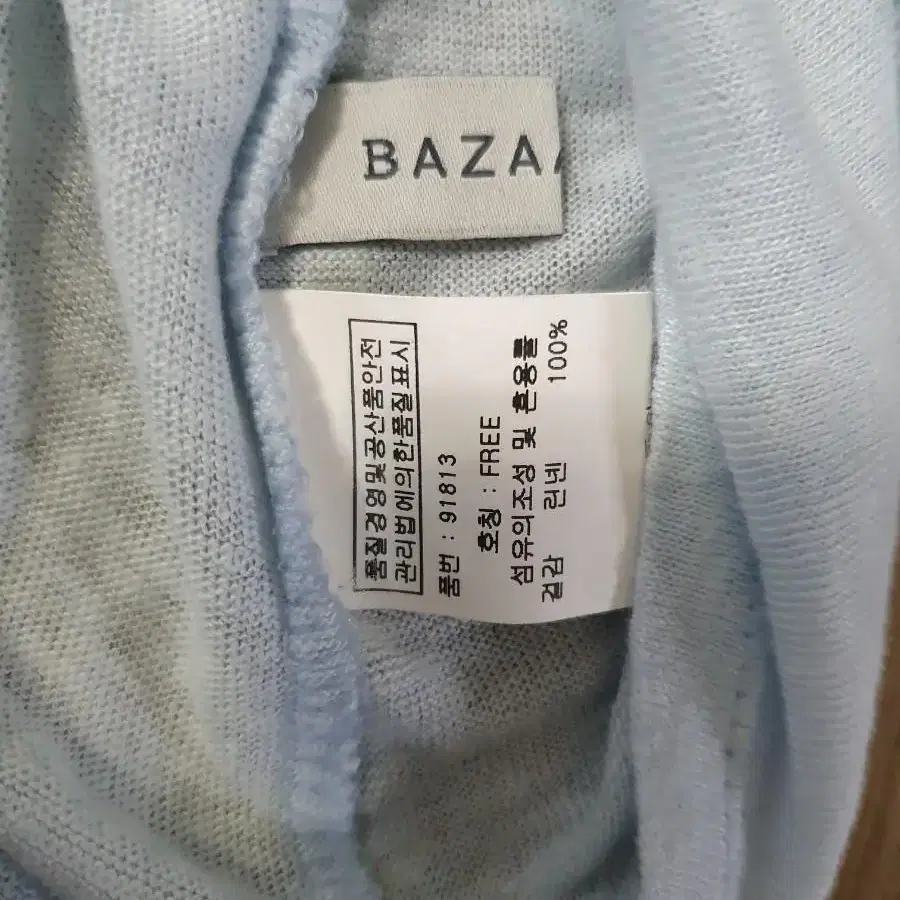 BAZA
품질경영및공산품안전
관리법에의한품질표시
품번 : 91813
호칭 : FREE
섬유의조성 및 혼용률
겉감 린넨 100%